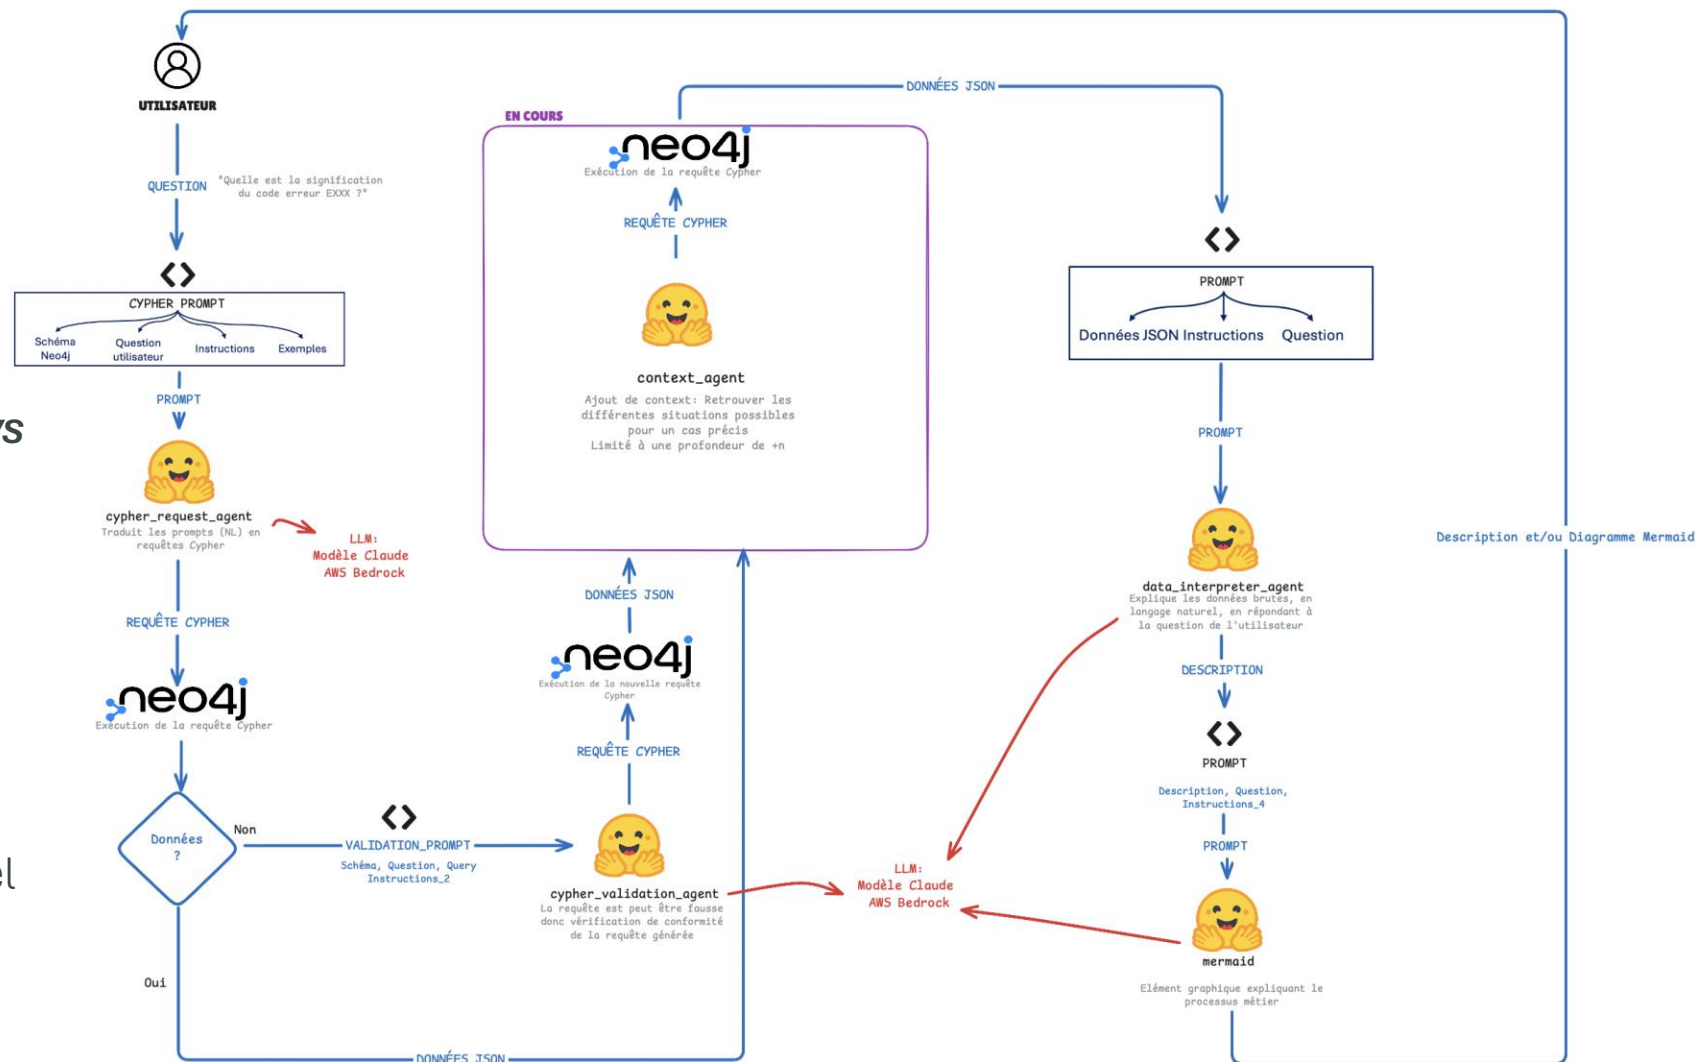 UTILISATEUR
QUESTION
"Quelle est la signification
du code erreur EXXX ?"
CYPHER PROMPT
Schéma
Neo4j
Question
utilisateur
Instructions
Exemples
PROMPT
ys
cypher_request_agent
Traduit les prompts (NL) en
requêtes Cypher
LLM:
Modèle Claude
AWS Bedrock
REQUÊTE CYPHER
neo4j
Exécution de la requête Cypher
Données
?
Non
Oui
el
VALIDATION_PROMPT
Schéma, Question, Query
Instructions_2
cypher_validation_agent
La requête est peut être fausse
donc vérification de conformité
de la requête générée
REQUÊTE CYPHER
neo4j
Exécution de la nouvelle requête
Cypher
DONNÉES JSON
DONNÉES JSON
EN COURS
neo4j
Exécution de la requête Cypher
REQUÊTE CYPHER
context_agent
Ajout de context: Retrouver les
différentes situations possibles
pour un cas précis
Limité à une profondeur de +n
DONNÉES JSON
PROMPT
Données JSON
Instructions
Question
PROMPT
data_interpreter_agent
Explique les données brutes, en
langage naturel, en répondant à
la question de l'utilisateur
DESCRIPTION
PROMPT
Description, Question,
Instructions_4
PROMPT
LLM:
Modèle Claude
AWS Bedrock
mermaid
Elément graphique expliquant le
processus métier
Description et/ou Diagramme Mermaid